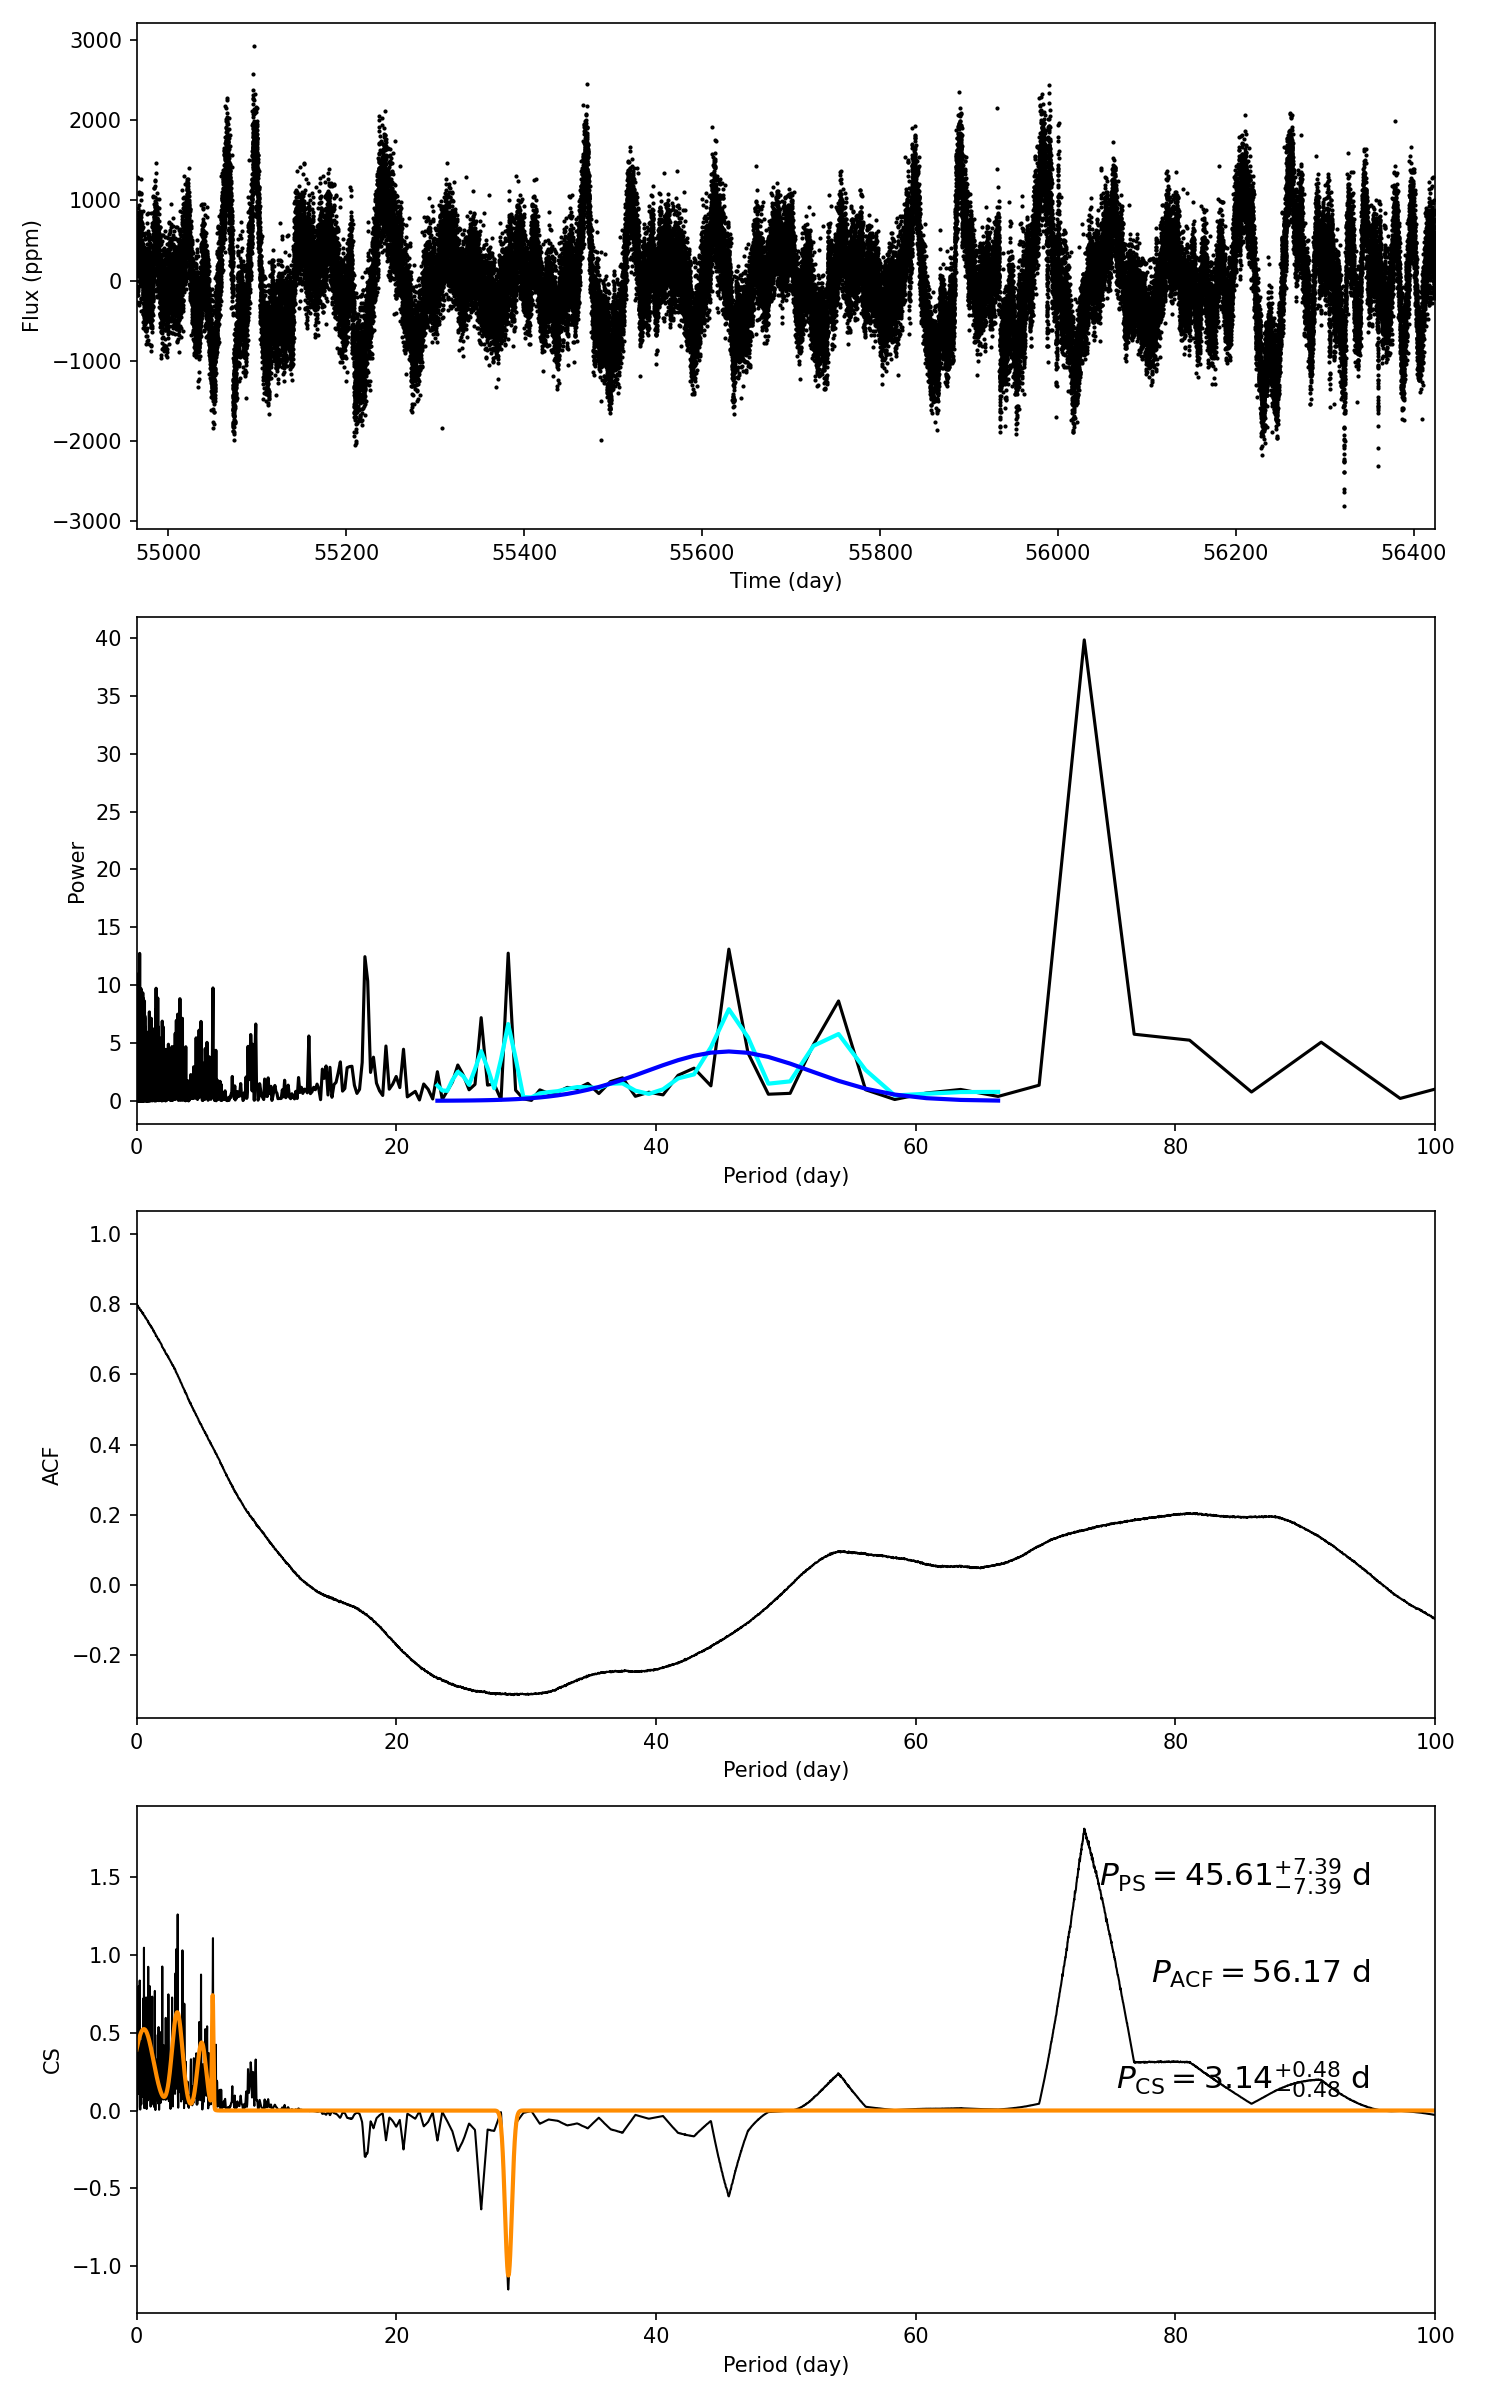 3000
2000
1000
0
−1000
−2000
−3000
Flux (ppm)
55000 55200 55400 55600 55800 56000 56200 56400
Time (day)
40
35
30
25
20
15
10
5
0
Power
0 20 40 60 80 100
Period (day)
1.0
0.8
0.6
0.4
0.2
0.0
−0.2
ACF
0 20 40 60 80 100
Period (day)
1.5
1.0
0.5
0.0
−0.5
−1.0
CS
P_PS = 45.61 +7.39 −7.39 d
P_ACF = 56.17 d
P_CS = 3.14 +0.48 −0.48 d
0 20 40 60 80 100
Period (day)